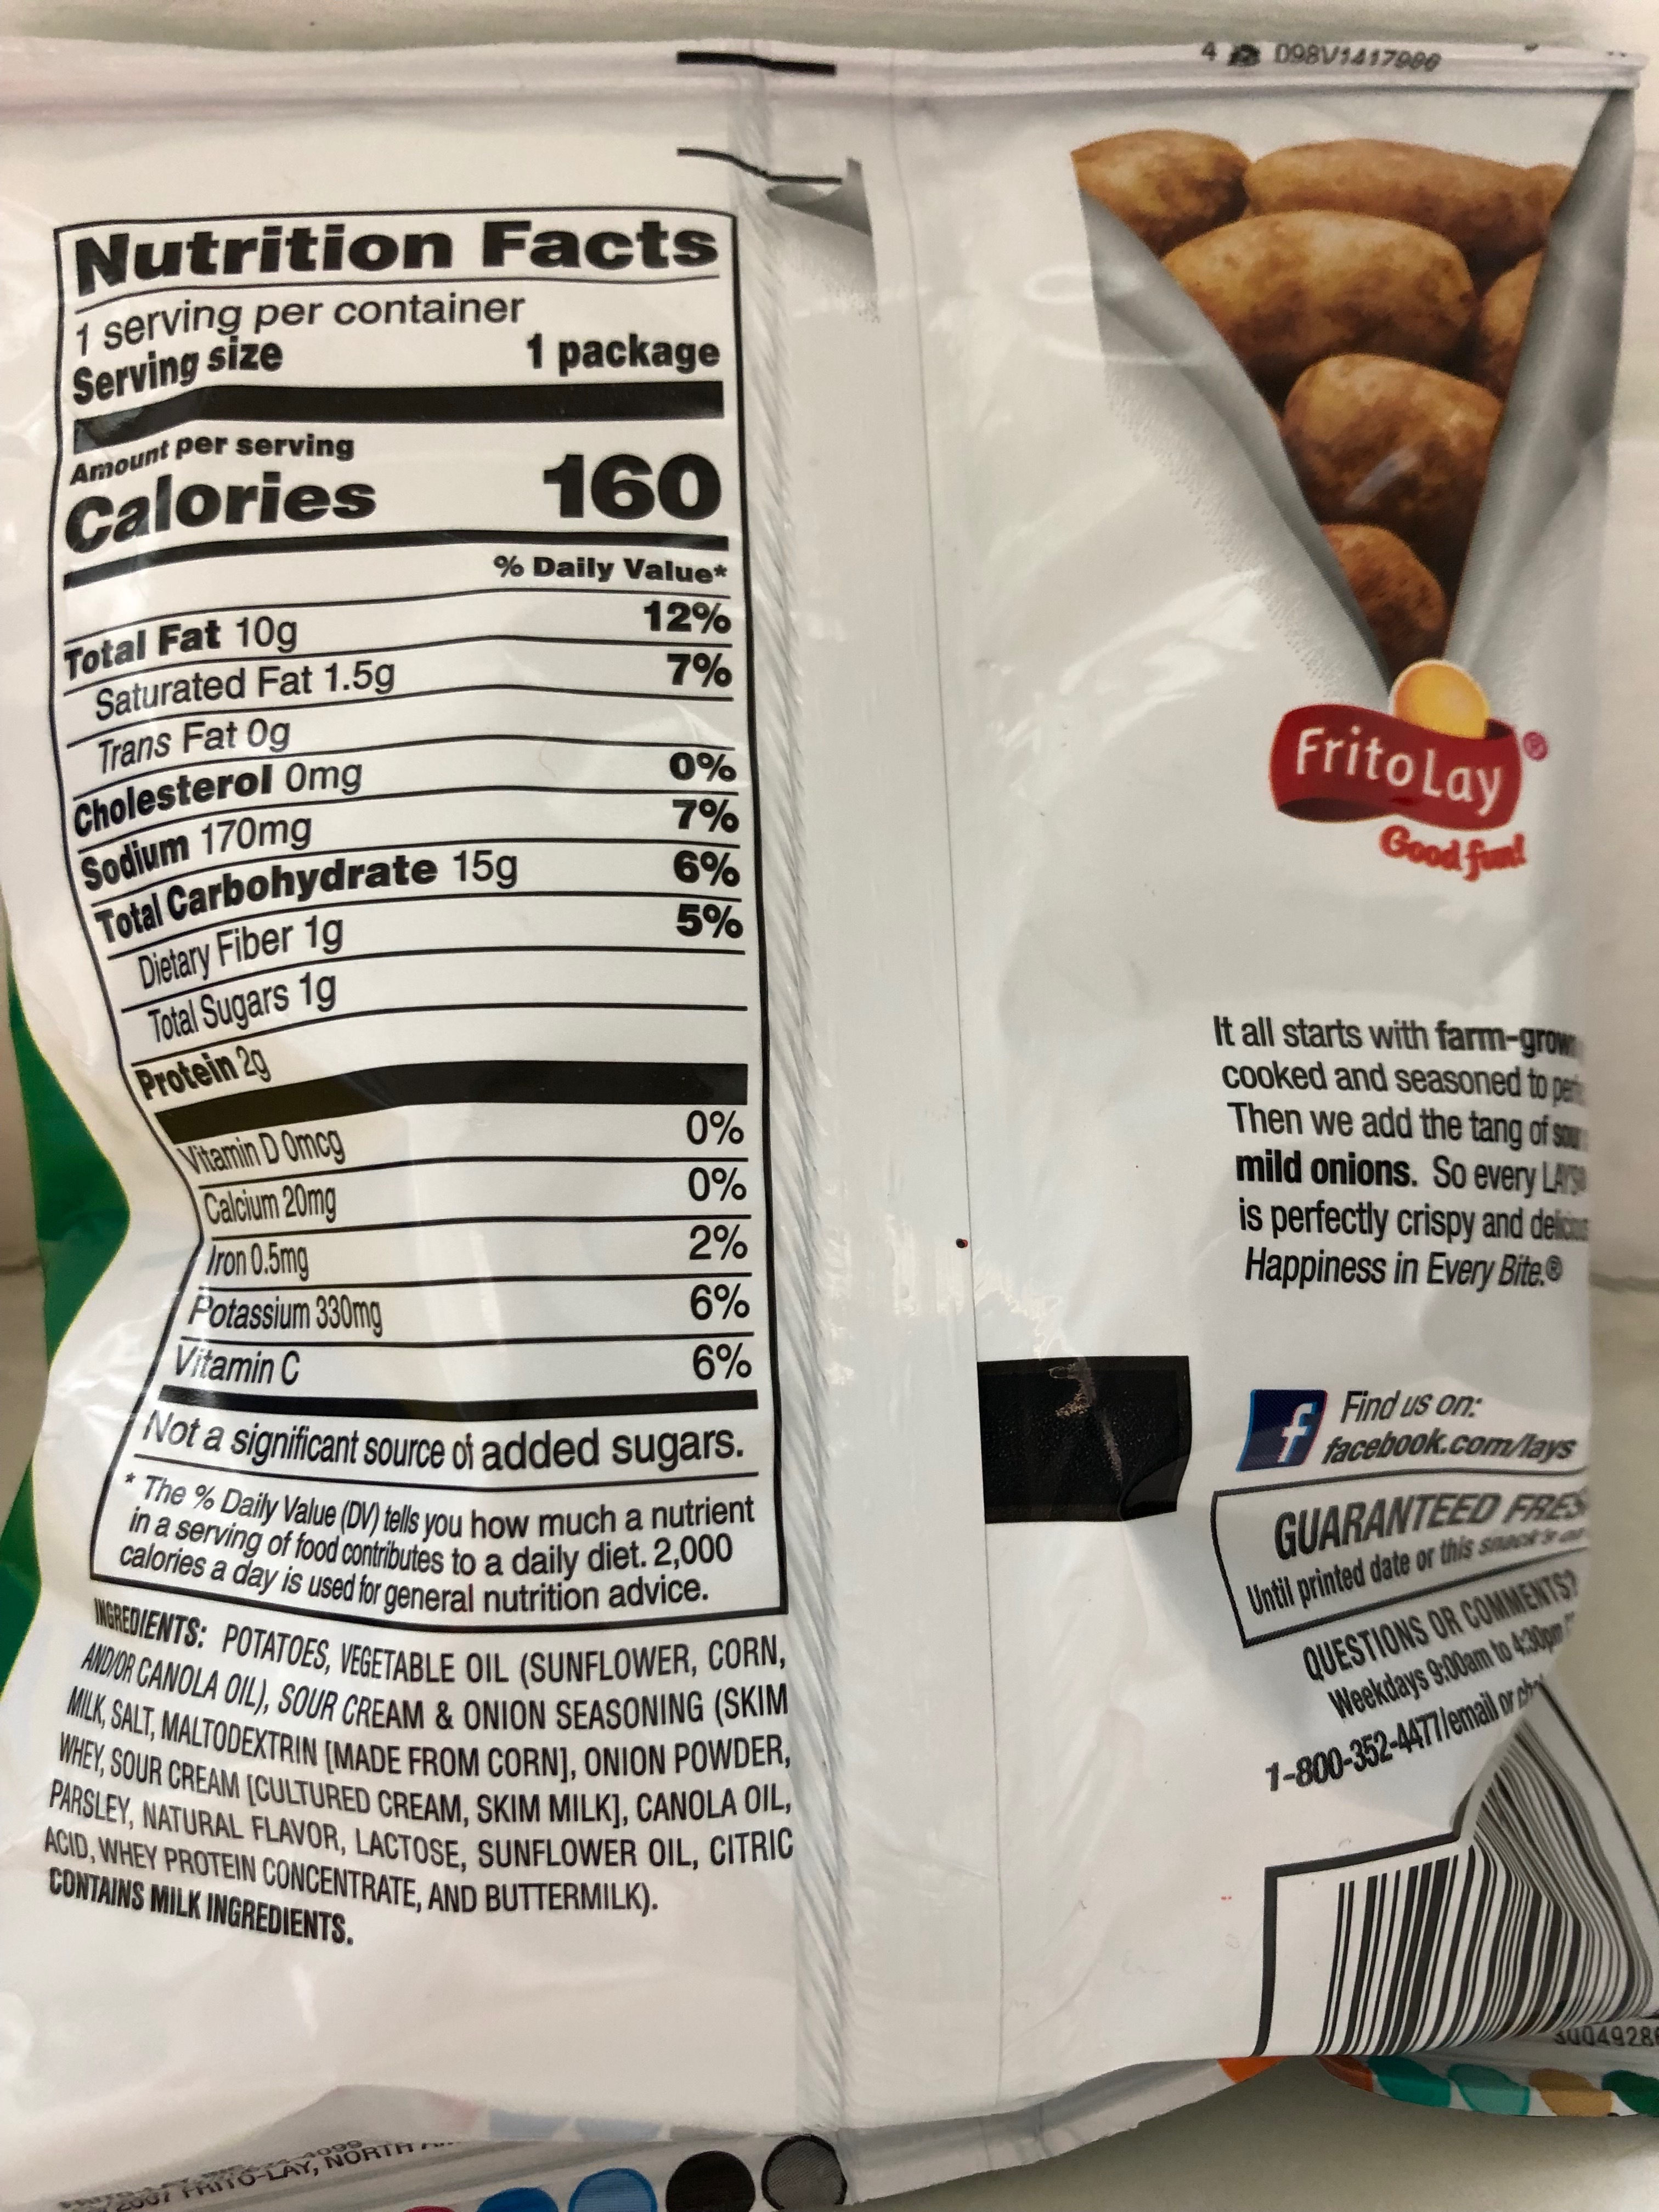 4 098V1417988
Nutrition Facts
1 serving per container
Serving size 1 package
Amount per serving
Calories 160
% Daily Value*
Total Fat 10g 12%
Saturated Fat 1.5g 7%
Trans Fat 0g
Cholesterol 0mg 0%
Sodium 170mg 7%
Total Carbohydrate 15g 6%
Dietary Fiber 1g 5%
Total Sugars 1g
Protein 2g
Vitamin D 0mcg 0%
Calcium 20mg 0%
Iron 0.5mg 2%
Potassium 330mg 6%
Vitamin C 6%
Not a significant source of added sugars.
* The % Daily Value (DV) tells you how much a nutrient
in a serving of food contributes to a daily diet. 2,000
calories a day is used for general nutrition advice.
INGREDIENTS: POTATOES, VEGETABLE OIL (SUNFLOWER, CORN,
AND/OR CANOLA OIL), SOUR CREAM & ONION SEASONING (SKIM
MILK, SALT, MALTODEXTRIN [MADE FROM CORN], ONION POWDER,
WHEY, SOUR CREAM [CULTURED CREAM, SKIM MILK], CANOLA OIL,
PARSLEY, NATURAL FLAVOR, LACTOSE, SUNFLOWER OIL, CITRIC
ACID, WHEY PROTEIN CONCENTRATE, AND BUTTERMILK).
CONTAINS MILK INGREDIENTS.
FritoLay®
Good fun!
It all starts with farm-grown
cooked and seasoned to
Then we add the tang of sour
mild onions. So every LAY'S®
is perfectly crispy and delicious
Happiness in Every Bite.®
f Find us on:
facebook.com/lays
GUARANTEED FRES
Until printed date or this snack's
QUESTIONS OR COMMENTS?
Weekdays 9:00am to 4:30pm
1-800-352-4477/email or
FRITO-LAY, NORTH